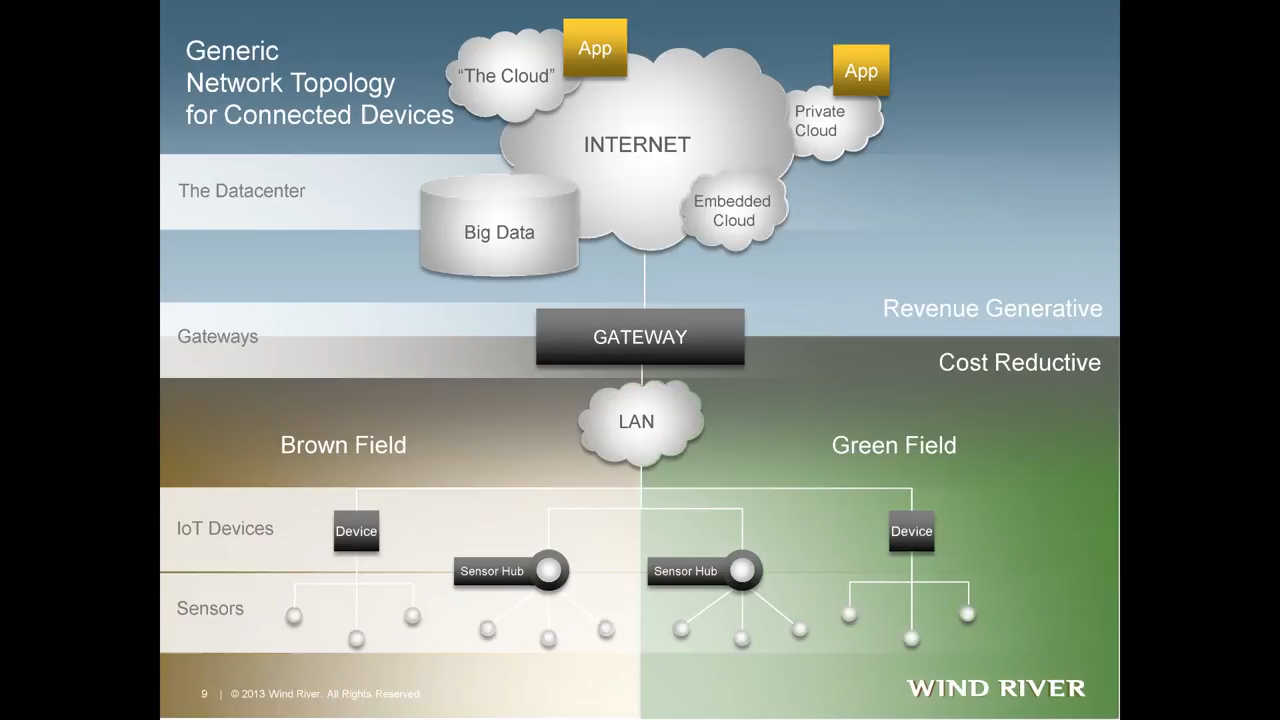 Generic
Network Topology
for Connected Devices
"The Cloud"
App
App
Private
Cloud
INTERNET
The Datacenter
Embedded
Cloud
Big Data
Revenue Generative
Gateways
GATEWAY
Cost Reductive
LAN
Brown Field
Green Field
IoT Devices
Device
Device
Sensor Hub
Sensor Hub
Sensors
9 | © 2013 Wind River. All Rights Reserved
WIND RIVER